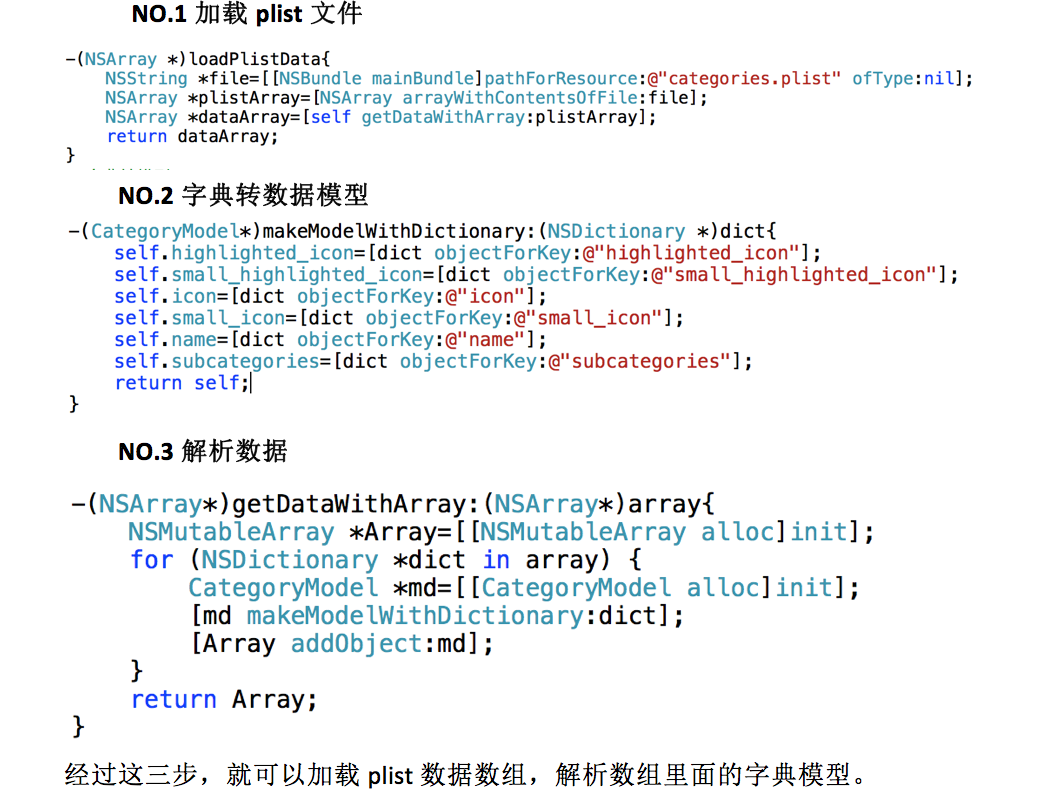 NO.1 加载 plist 文件
-(NSArray *)loadPlistData{
NSString *file=[[NSBundle mainBundle]pathForResource:@"categories.plist" ofType:nil];
NSArray *plistArray=[NSArray arrayWithContentsOfFile:file];
NSArray *dataArray=[self getDataWithArray:plistArray];
return dataArray;
}
NO.2 字典转数据模型
-(CategoryModel*)makeModelWithDictionary:(NSDictionary *)dict{
self.highlighted_icon=[dict objectForKey:@"highlighted_icon"];
self.small_highlighted_icon=[dict objectForKey:@"small_highlighted_icon"];
self.icon=[dict objectForKey:@"icon"];
self.small_icon=[dict objectForKey:@"small_icon"];
self.name=[dict objectForKey:@"name"];
self.subcategories=[dict objectForKey:@"subcategories"];
return self;
}
NO.3 解析数据
-(NSArray*)getDataWithArray:(NSArray*)array{
NSMutableArray *Array=[[NSMutableArray alloc]init];
for (NSDictionary *dict in array) {
CategoryModel *md=[[CategoryModel alloc]init];
[md makeModelWithDictionary:dict];
[Array addObject:md];
}
return Array;
}
经过这三步，就可以加载 plist 数据数组，解析数组里面的字典模型。